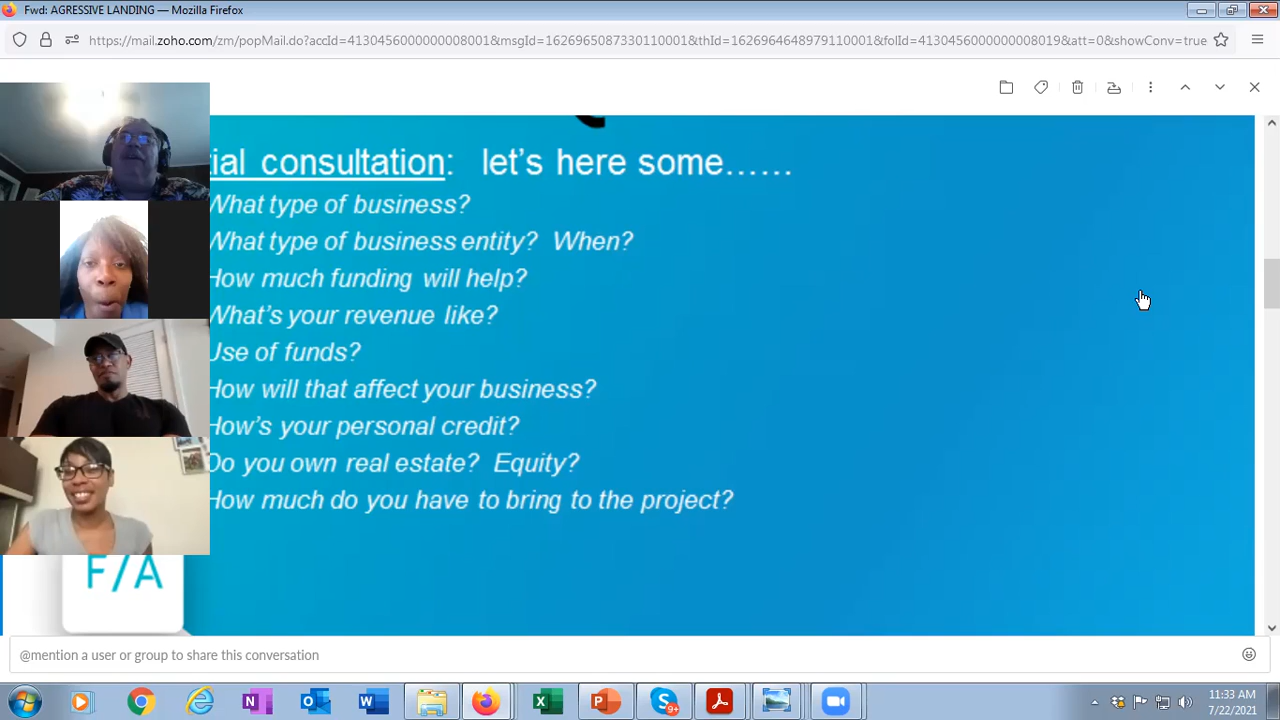 Fwd: AGRESSIVE LANDING — Mozilla Firefox
https://mail.zoho.com/zm/popMail.do?accId=4130456000000008001&msgId=1626965087330110001&thId=1626964648979110001&folId=4130456000000008019&att=0&showConv=true
tial consultation: let's here some......
What type of business?
What type of business entity? When?
How much funding will help?
What's your revenue like?
Use of funds?
How will that affect your business?
How's your personal credit?
Do you own real estate? Equity?
How much do you have to bring to the project?
F/A
@mention a user or group to share this conversation
N W X P S 9+
11:33 AM
7/22/2021